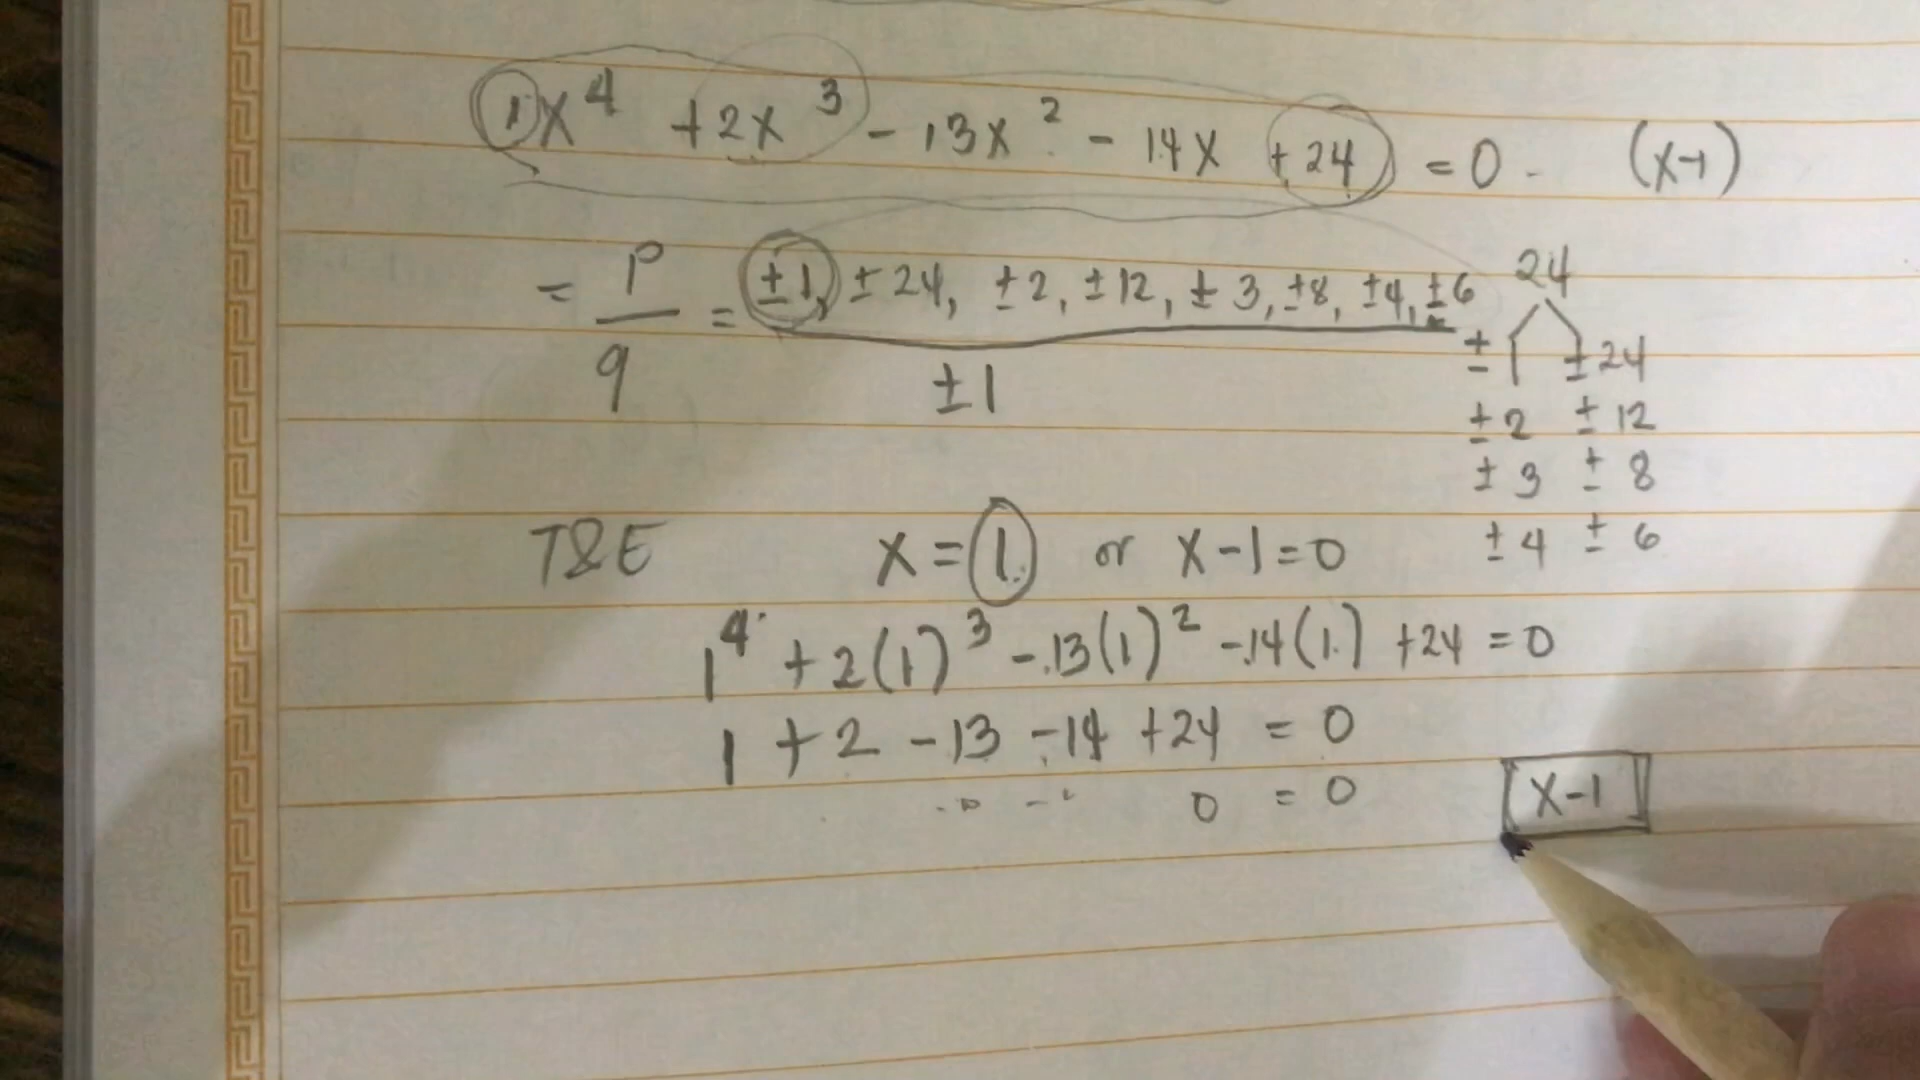 1x⁴ + 2x³ - 13x² - 14x + 24 = 0 (x-1)
= p/q = ±1, ±24, ±2, ±12, ±3, ±8, ±4, ±6 / ±1
24
±1 ±24
±2 ±12
±3 ±8
±4 ±6
T&E x = 1 or x-1=0
1⁴ + 2(1)³ - 13(1)² - 14(1) + 24 = 0
1 + 2 - 13 - 14 + 24 = 0
0 = 0
x-1